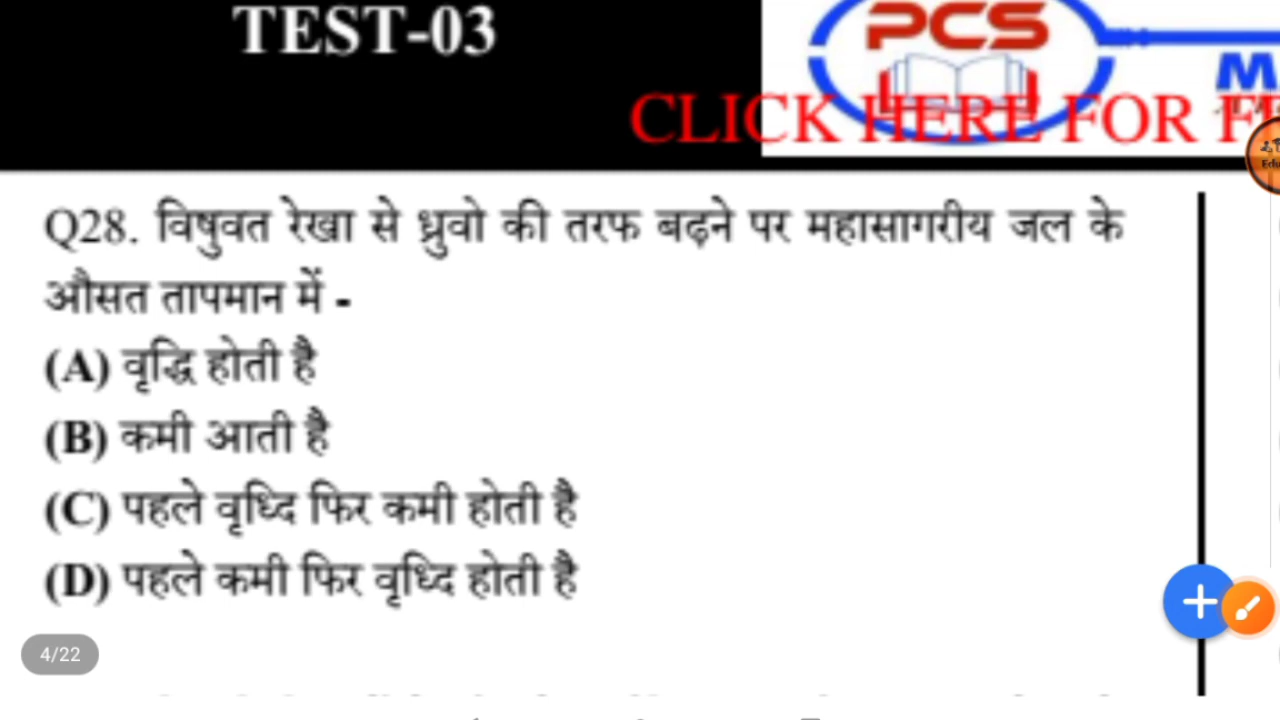 TEST-03
PCS
M
CLICK HERE FOR
Edu
Q28. विषुवत रेखा से ध्रुवो की तरफ बढ़ने पर महासागरीय जल के
औसत तापमान में -
(A) वृद्धि होती है
(B) कमी आती है
(C) पहले वृध्दि फिर कमी होती है
(D) पहले कमी फिर वृध्दि होती है
4/22